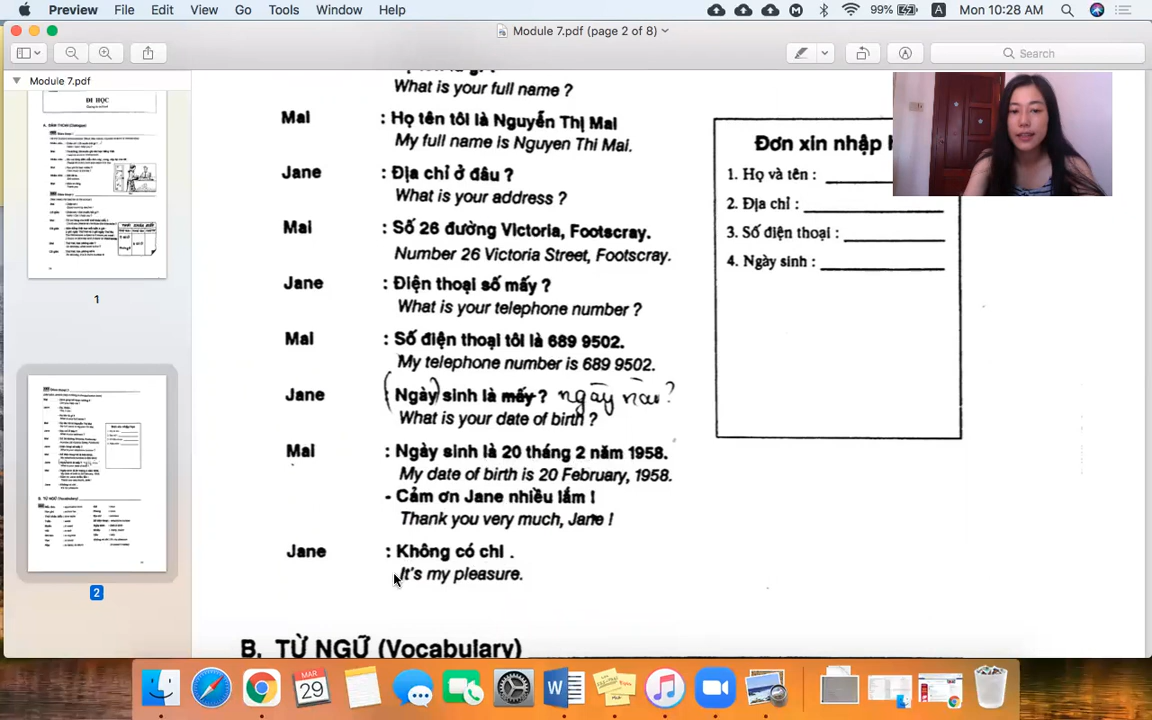 Preview File Edit View Go Tools Window Help 99% A Mon 10:28 AM
Module 7.pdf (page 2 of 8)
Search
Module 7.pdf
ĐI HỌC
1
2
What is your full name ?
Mai : Họ tên tôi là Nguyễn Thị Mai
My full name is Nguyen Thi Mai.
Jane : Địa chỉ ở đâu ?
What is your address ?
Mai : Số 26 đường Victoria, Footscray.
Number 26 Victoria Street, Footscray.
Jane : Điện thoại số mấy ?
What is your telephone number ?
Mai : Số điện thoại tôi là 689 9502.
My telephone number is 689 9502.
Jane : (Ngày) sinh là mấy ? ngày nào?
What is your date of birth ?
Mai : Ngày sinh là 20 tháng 2 năm 1958.
My date of birth is 20 February, 1958.
- Cảm ơn Jane nhiều lắm !
Thank you very much, Jane !
Jane : Không có chi .
It's my pleasure.
B. TỪ NGỮ (Vocabulary)
Đơn xin nhập
1. Họ và tên :
2. Địa chỉ :
3. Số điện thoại :
4. Ngày sinh :
MAR
29